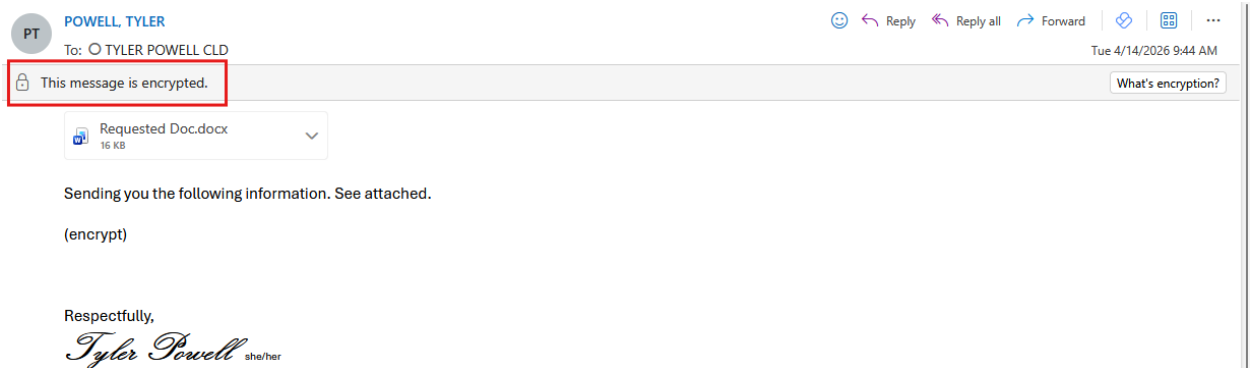 PT
POWELL, TYLER
Reply
Reply all
Forward
To: TYLER POWELL CLD
Tue 4/14/2026 9:44 AM
This message is encrypted.
What's encryption?
Requested Doc.docx
16 KB
Sending you the following information. See attached.
(encrypt)
Respectfully,
Tyler Powell she/her